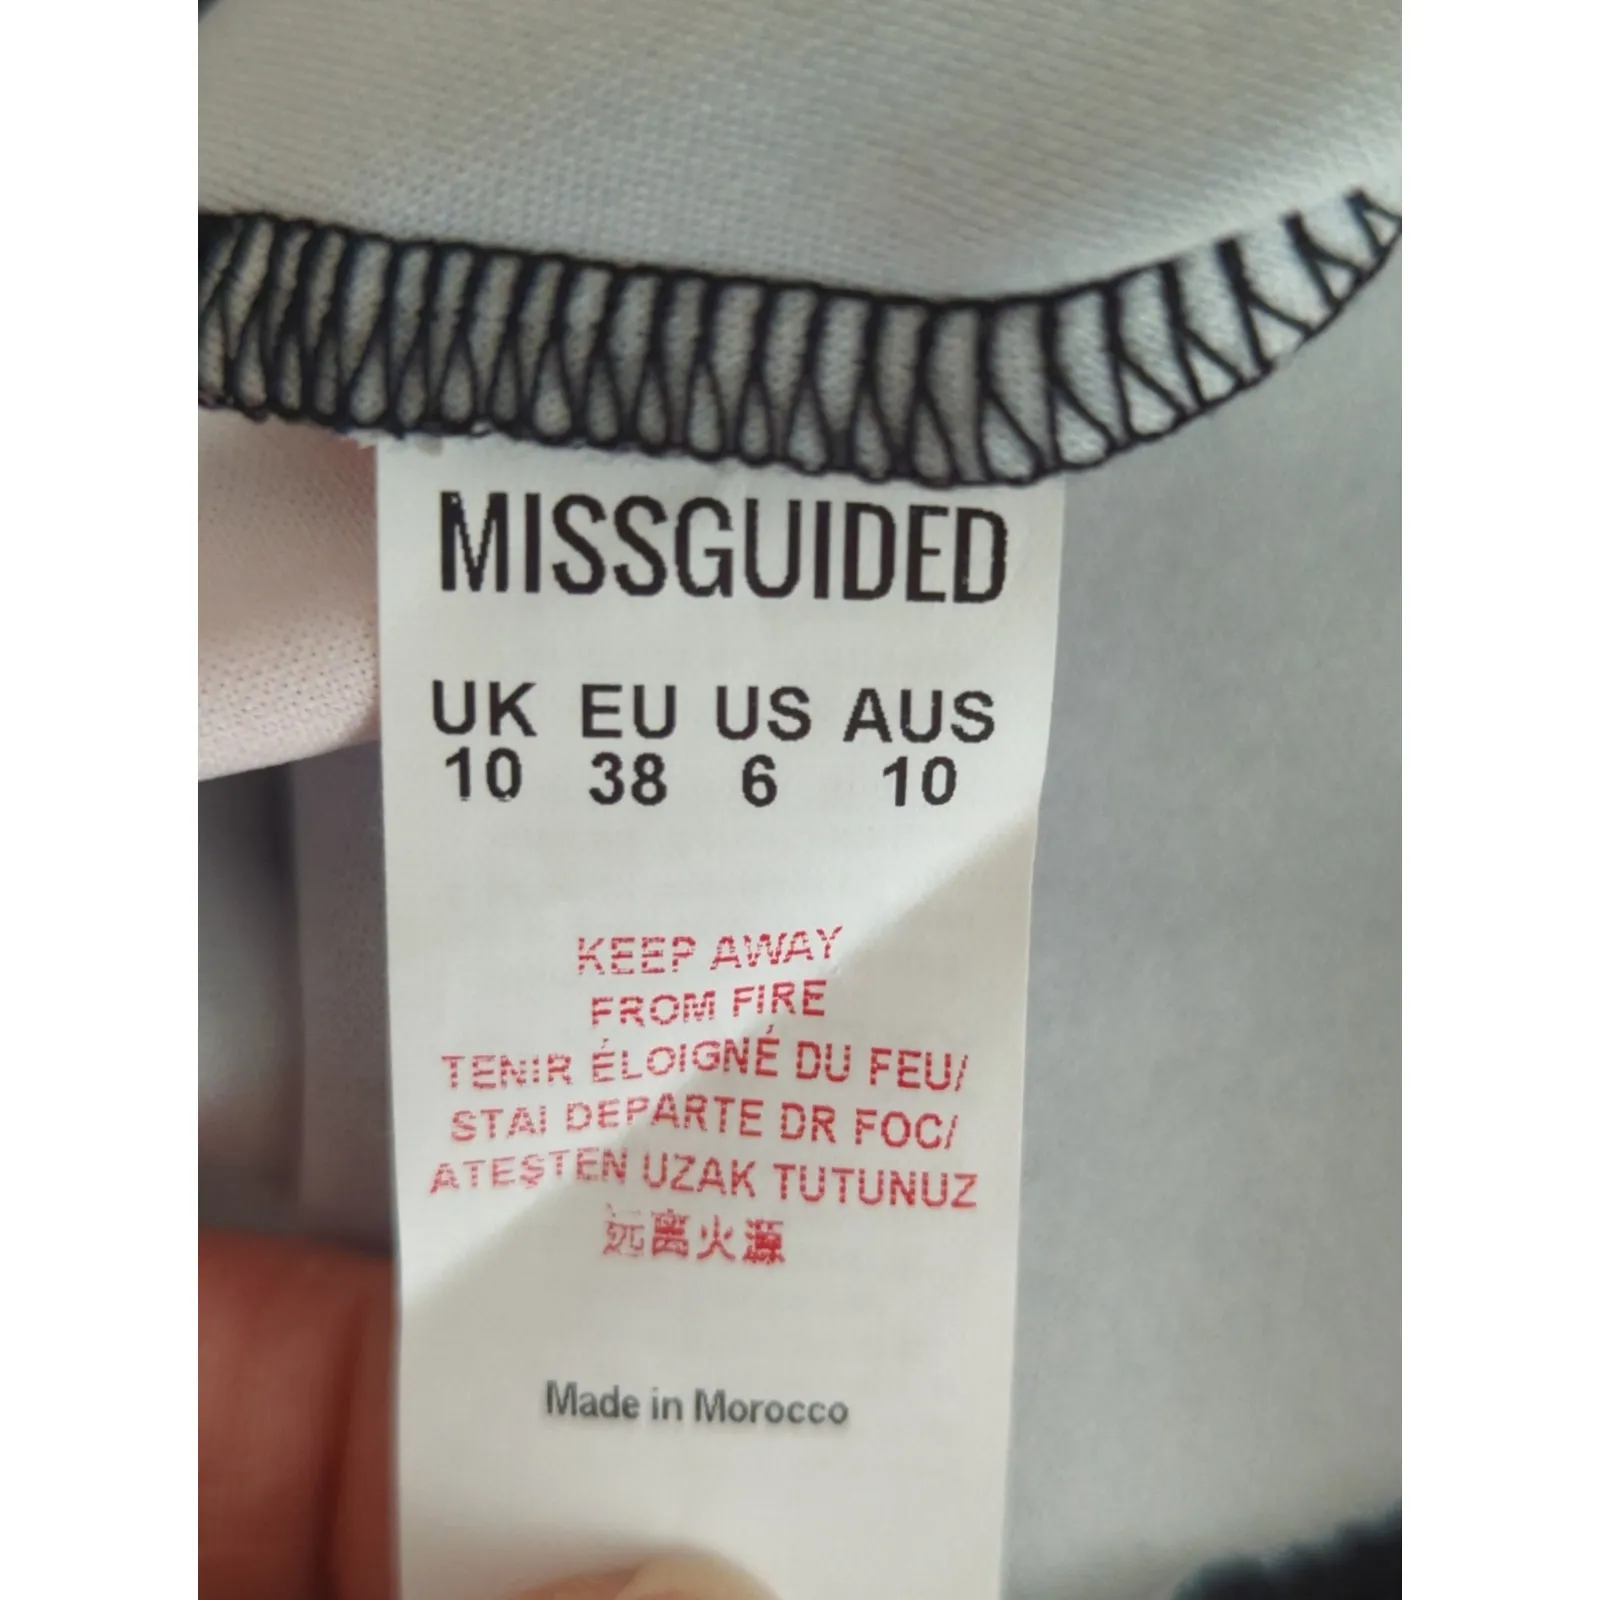 MISSGUIDED
UK EU US AUS
10 38 6 10
KEEP AWAY
FROM FIRE
TENIR ÉLOIGNÉ DU FEU/
STAI DEPARTE DR FOC/
ATEŞTEN UZAK TUTUNUZ
远离火源
Made in Morocco